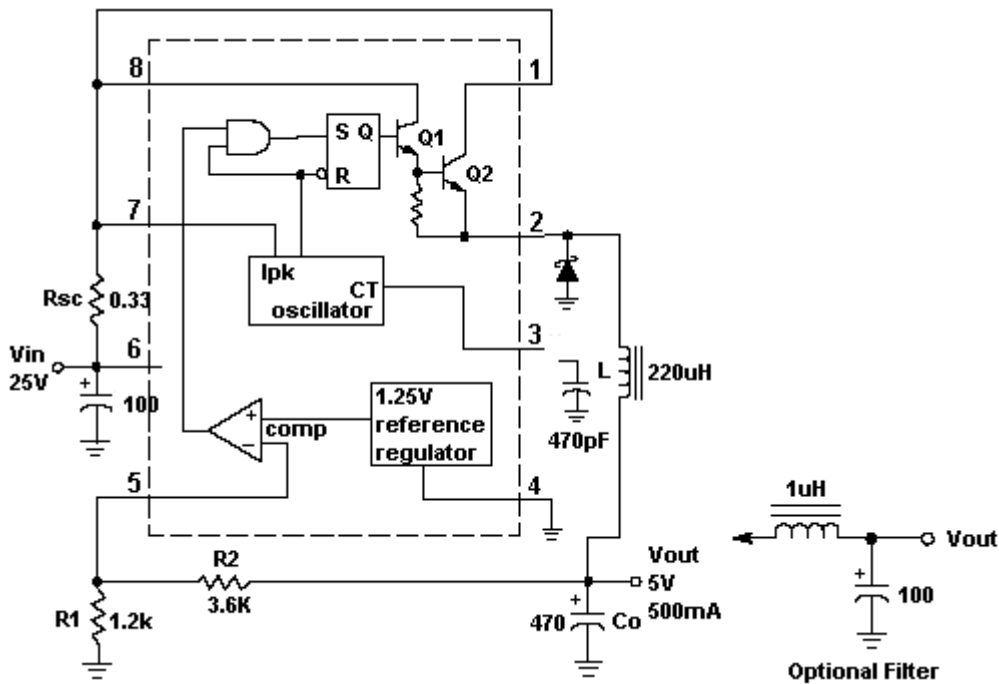 8
1
S Q
R
Q1
Q2
7
2
Ipk
CT
oscillator
Rsc
0.33
3
Vin
25V
6
100
L
220uH
+
1.25V
reference
regulator
+
−
comp
470pF
5
4
1uH
Vout
R2
3.6K
Vout
5V
500mA
R1
1.2k
+
470
Co
+
100
Optional Filter